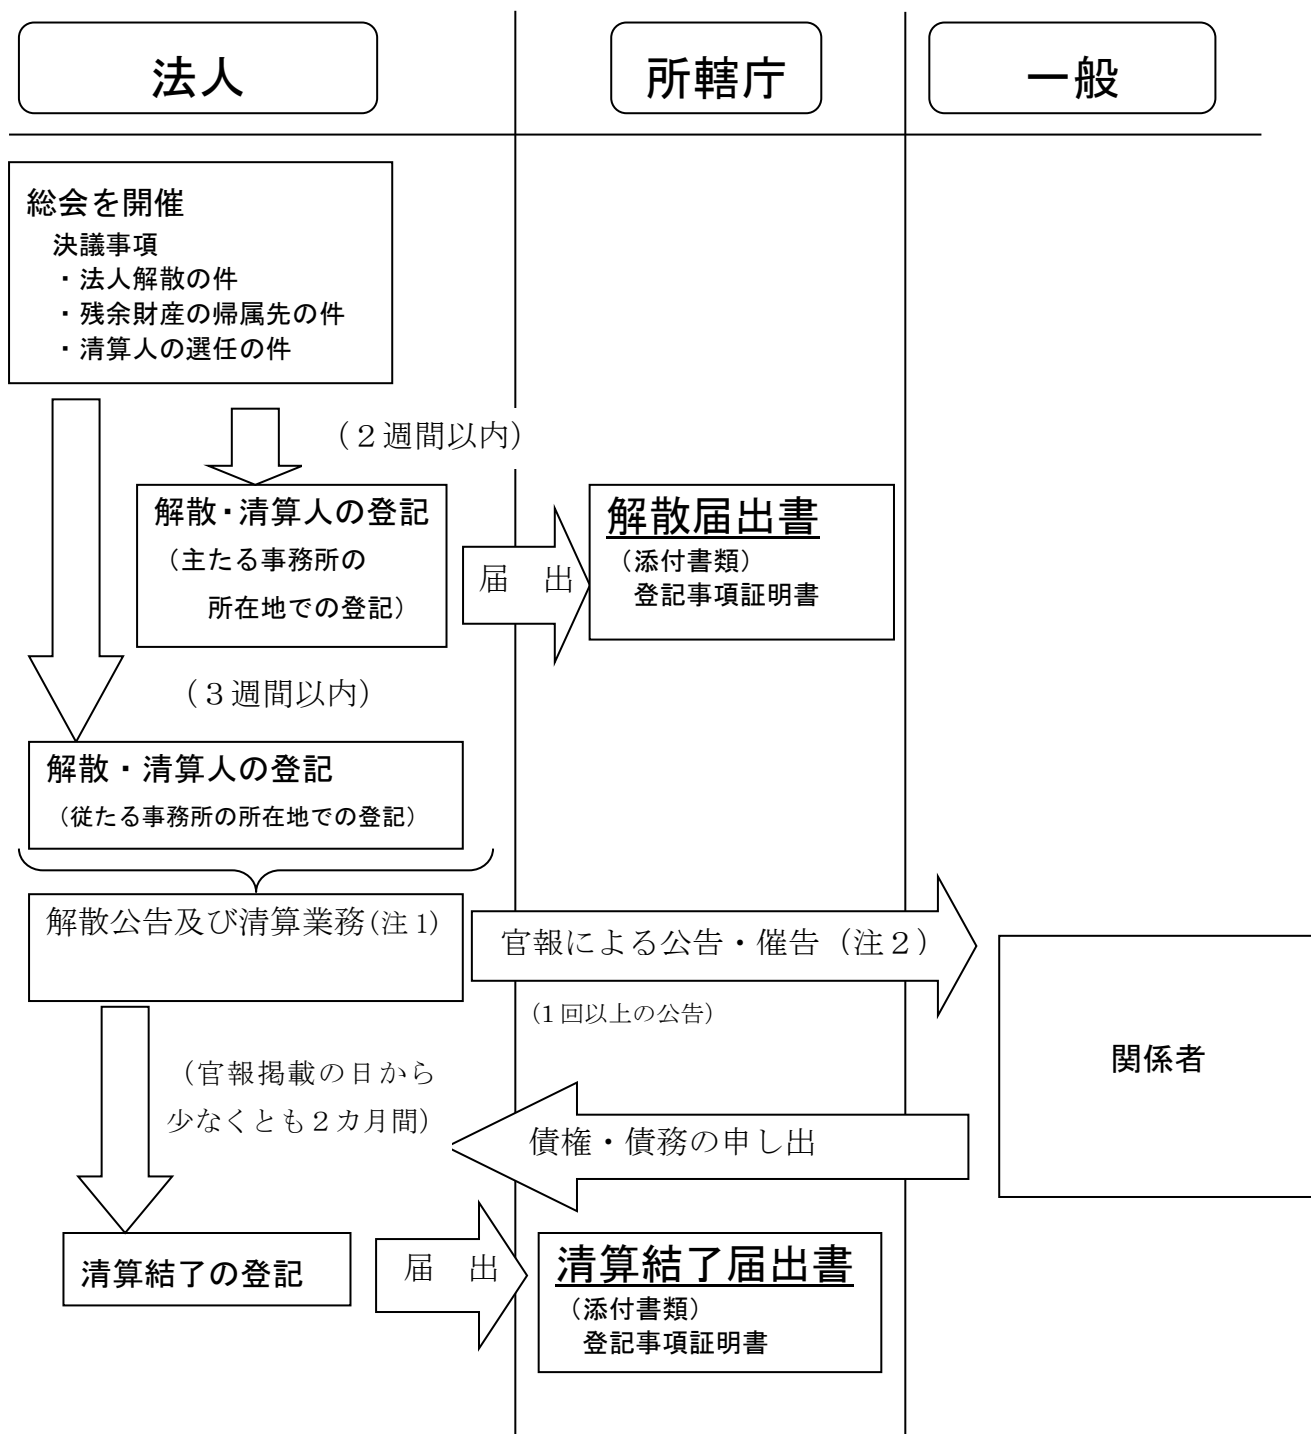 法人
所轄庁
一般
総会を開催
決議事項
・法人解散の件
・残余財産の帰属先の件
・清算人の選任の件
（２週間以内）
解散・清算人の登記
（主たる事務所の
所在地での登記）
届　出
解散届出書
（添付書類）
登記事項証明書
（３週間以内）
解散・清算人の登記
（従たる事務所の所在地での登記）
解散公告及び清算業務(注1)
官報による公告・催告（注２）
（1回以上の公告）
関係者
（官報掲載の日から
少なくとも２カ月間）
債権・債務の申し出
清算結了の登記
届　出
清算結了届出書
（添付書類）
登記事項証明書